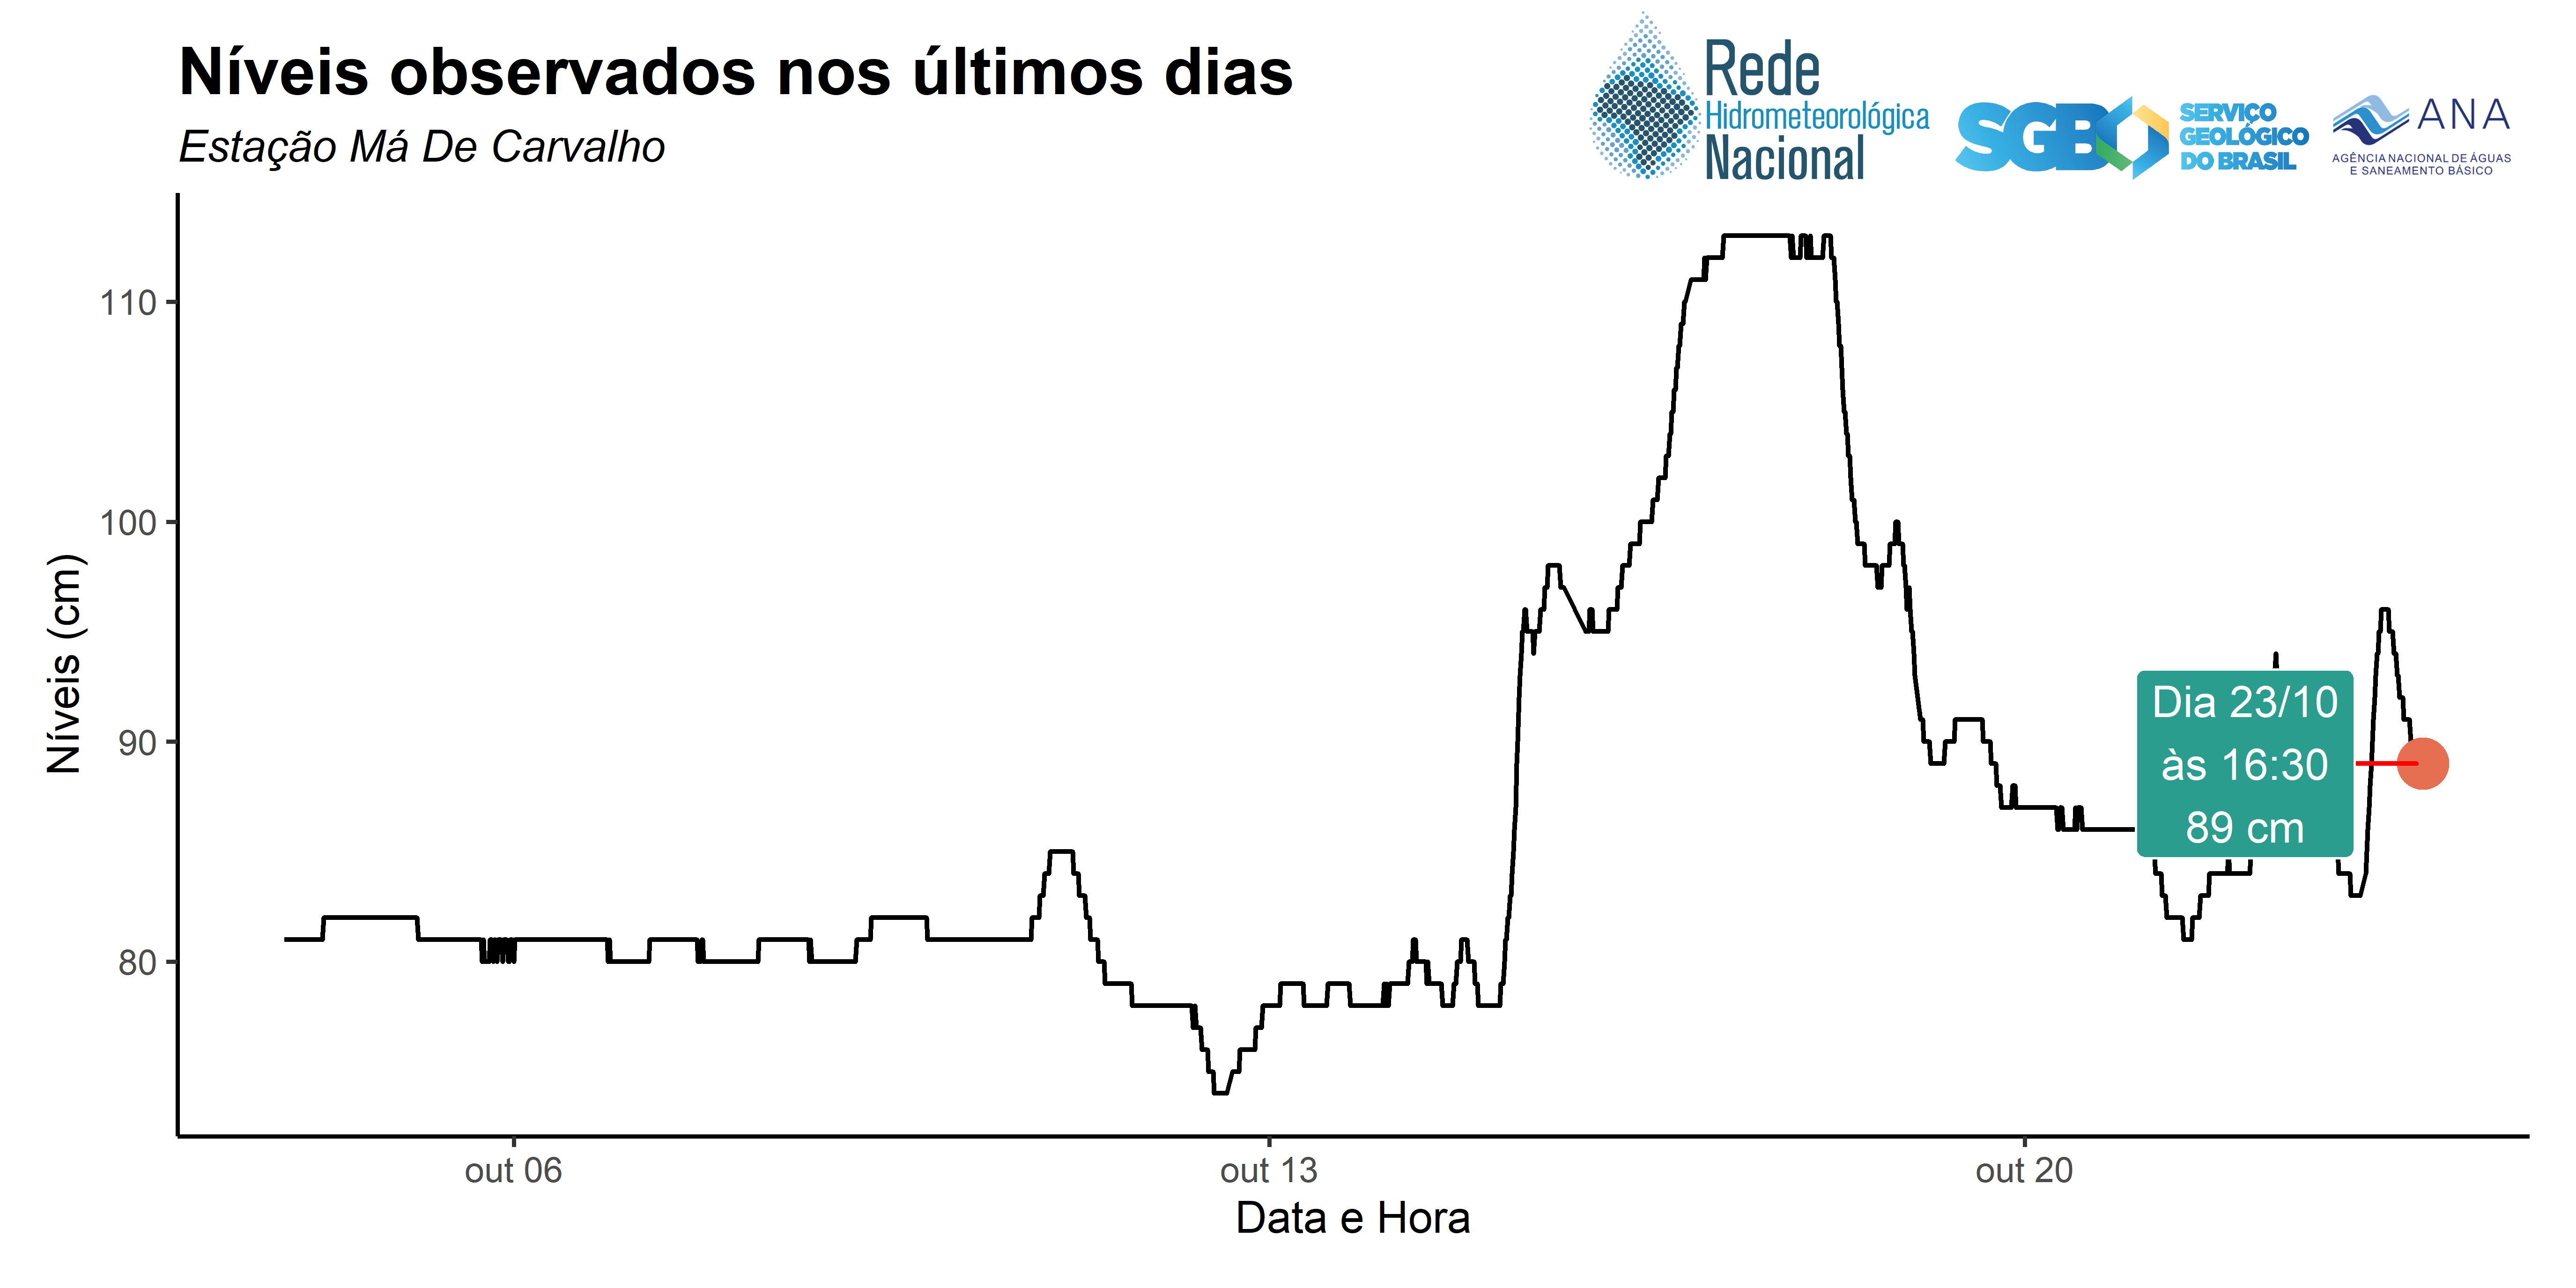 Níveis observados nos últimos dias
Estação Má De Carvalho
Rede
Hidrometeorológica
Nacional
SGB
SERVIÇO
GEOLÓGICO
DO BRASIL
ANA
AGÊNCIA NACIONAL DE ÁGUAS
E SANEAMENTO BÁSICO
Níveis (cm)
110
100
90
80
Dia 23/10
às 16:30
89 cm
out 06
out 13
out 20
Data e Hora